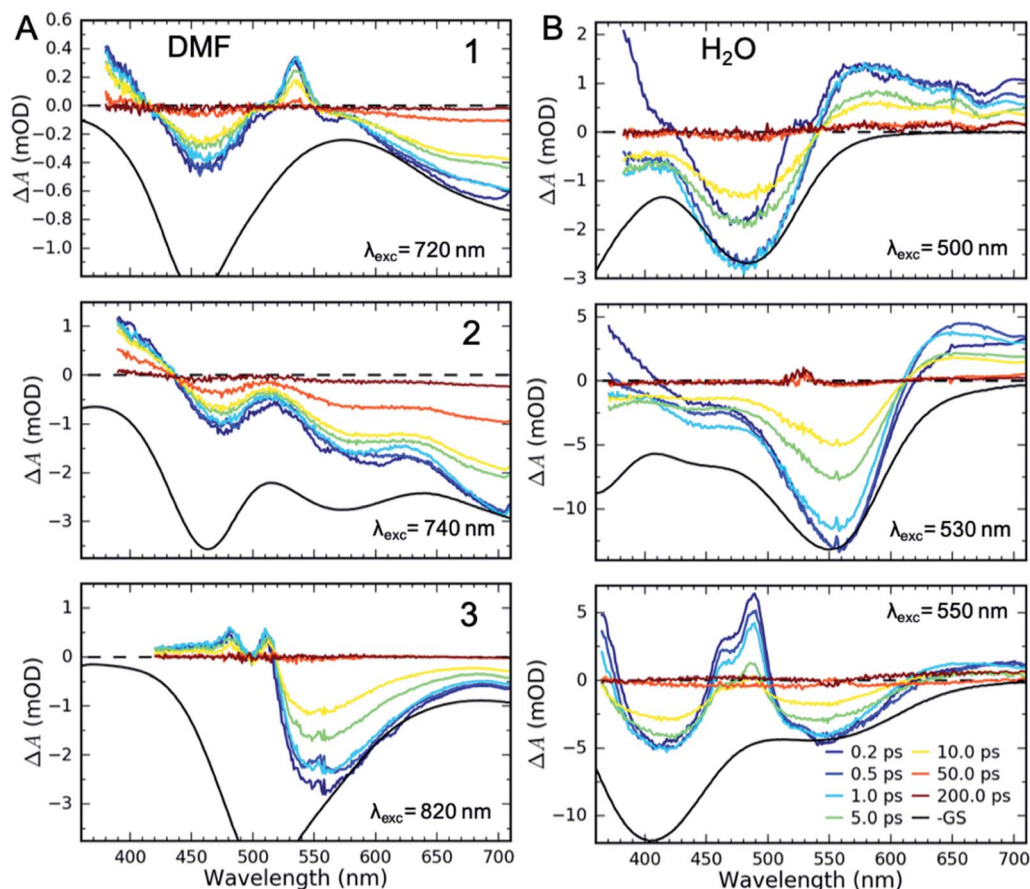 A
DMF
1
0.6
0.4
0.2
0.0
−0.2
−0.4
−0.6
−0.8
−1.0
ΔA (mOD)
λexc= 720 nm
2
1
0
−1
−2
−3
ΔA (mOD)
λexc= 740 nm
3
1
0
−1
−2
−3
ΔA (mOD)
λexc= 820 nm
400 450 500 550 600 650 700
Wavelength (nm)
B
H₂O
2
1
0
−1
−2
−3
ΔA (mOD)
λexc= 500 nm
5
0
−5
−10
ΔA (mOD)
λexc= 530 nm
5
0
−5
−10
ΔA (mOD)
λexc= 550 nm
0.2 ps 10.0 ps
0.5 ps 50.0 ps
1.0 ps 200.0 ps
5.0 ps -GS
400 450 500 550 600 650 700
Wavelength (nm)